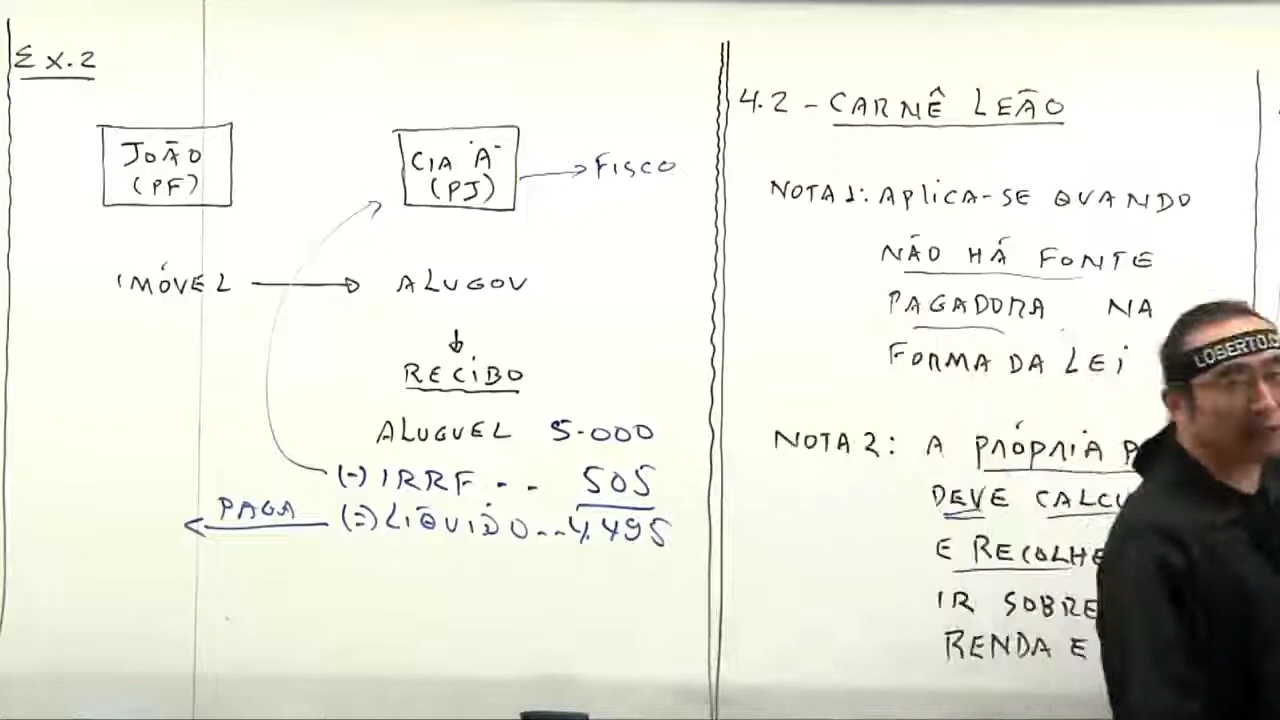 Ex.2
JOÃO
(PF)
CIA "A"
(PJ)
FISCO
IMÓVEL
ALUGOU
RECIBO
ALUGUEL 5.000
(-) IRRF - - 505
PAGA
(=) LÍQUIDO...4.495
4.2 - CARNÊ LEÃO
NOTA 1: APLICA-SE QUANDO
NÃO HÁ FONTE
PAGADORA NA
FORMA DA LEI
NOTA 2: A PRÓPRIA
DEVE
E
IR SOBRE
RENDA E
LOBERTO